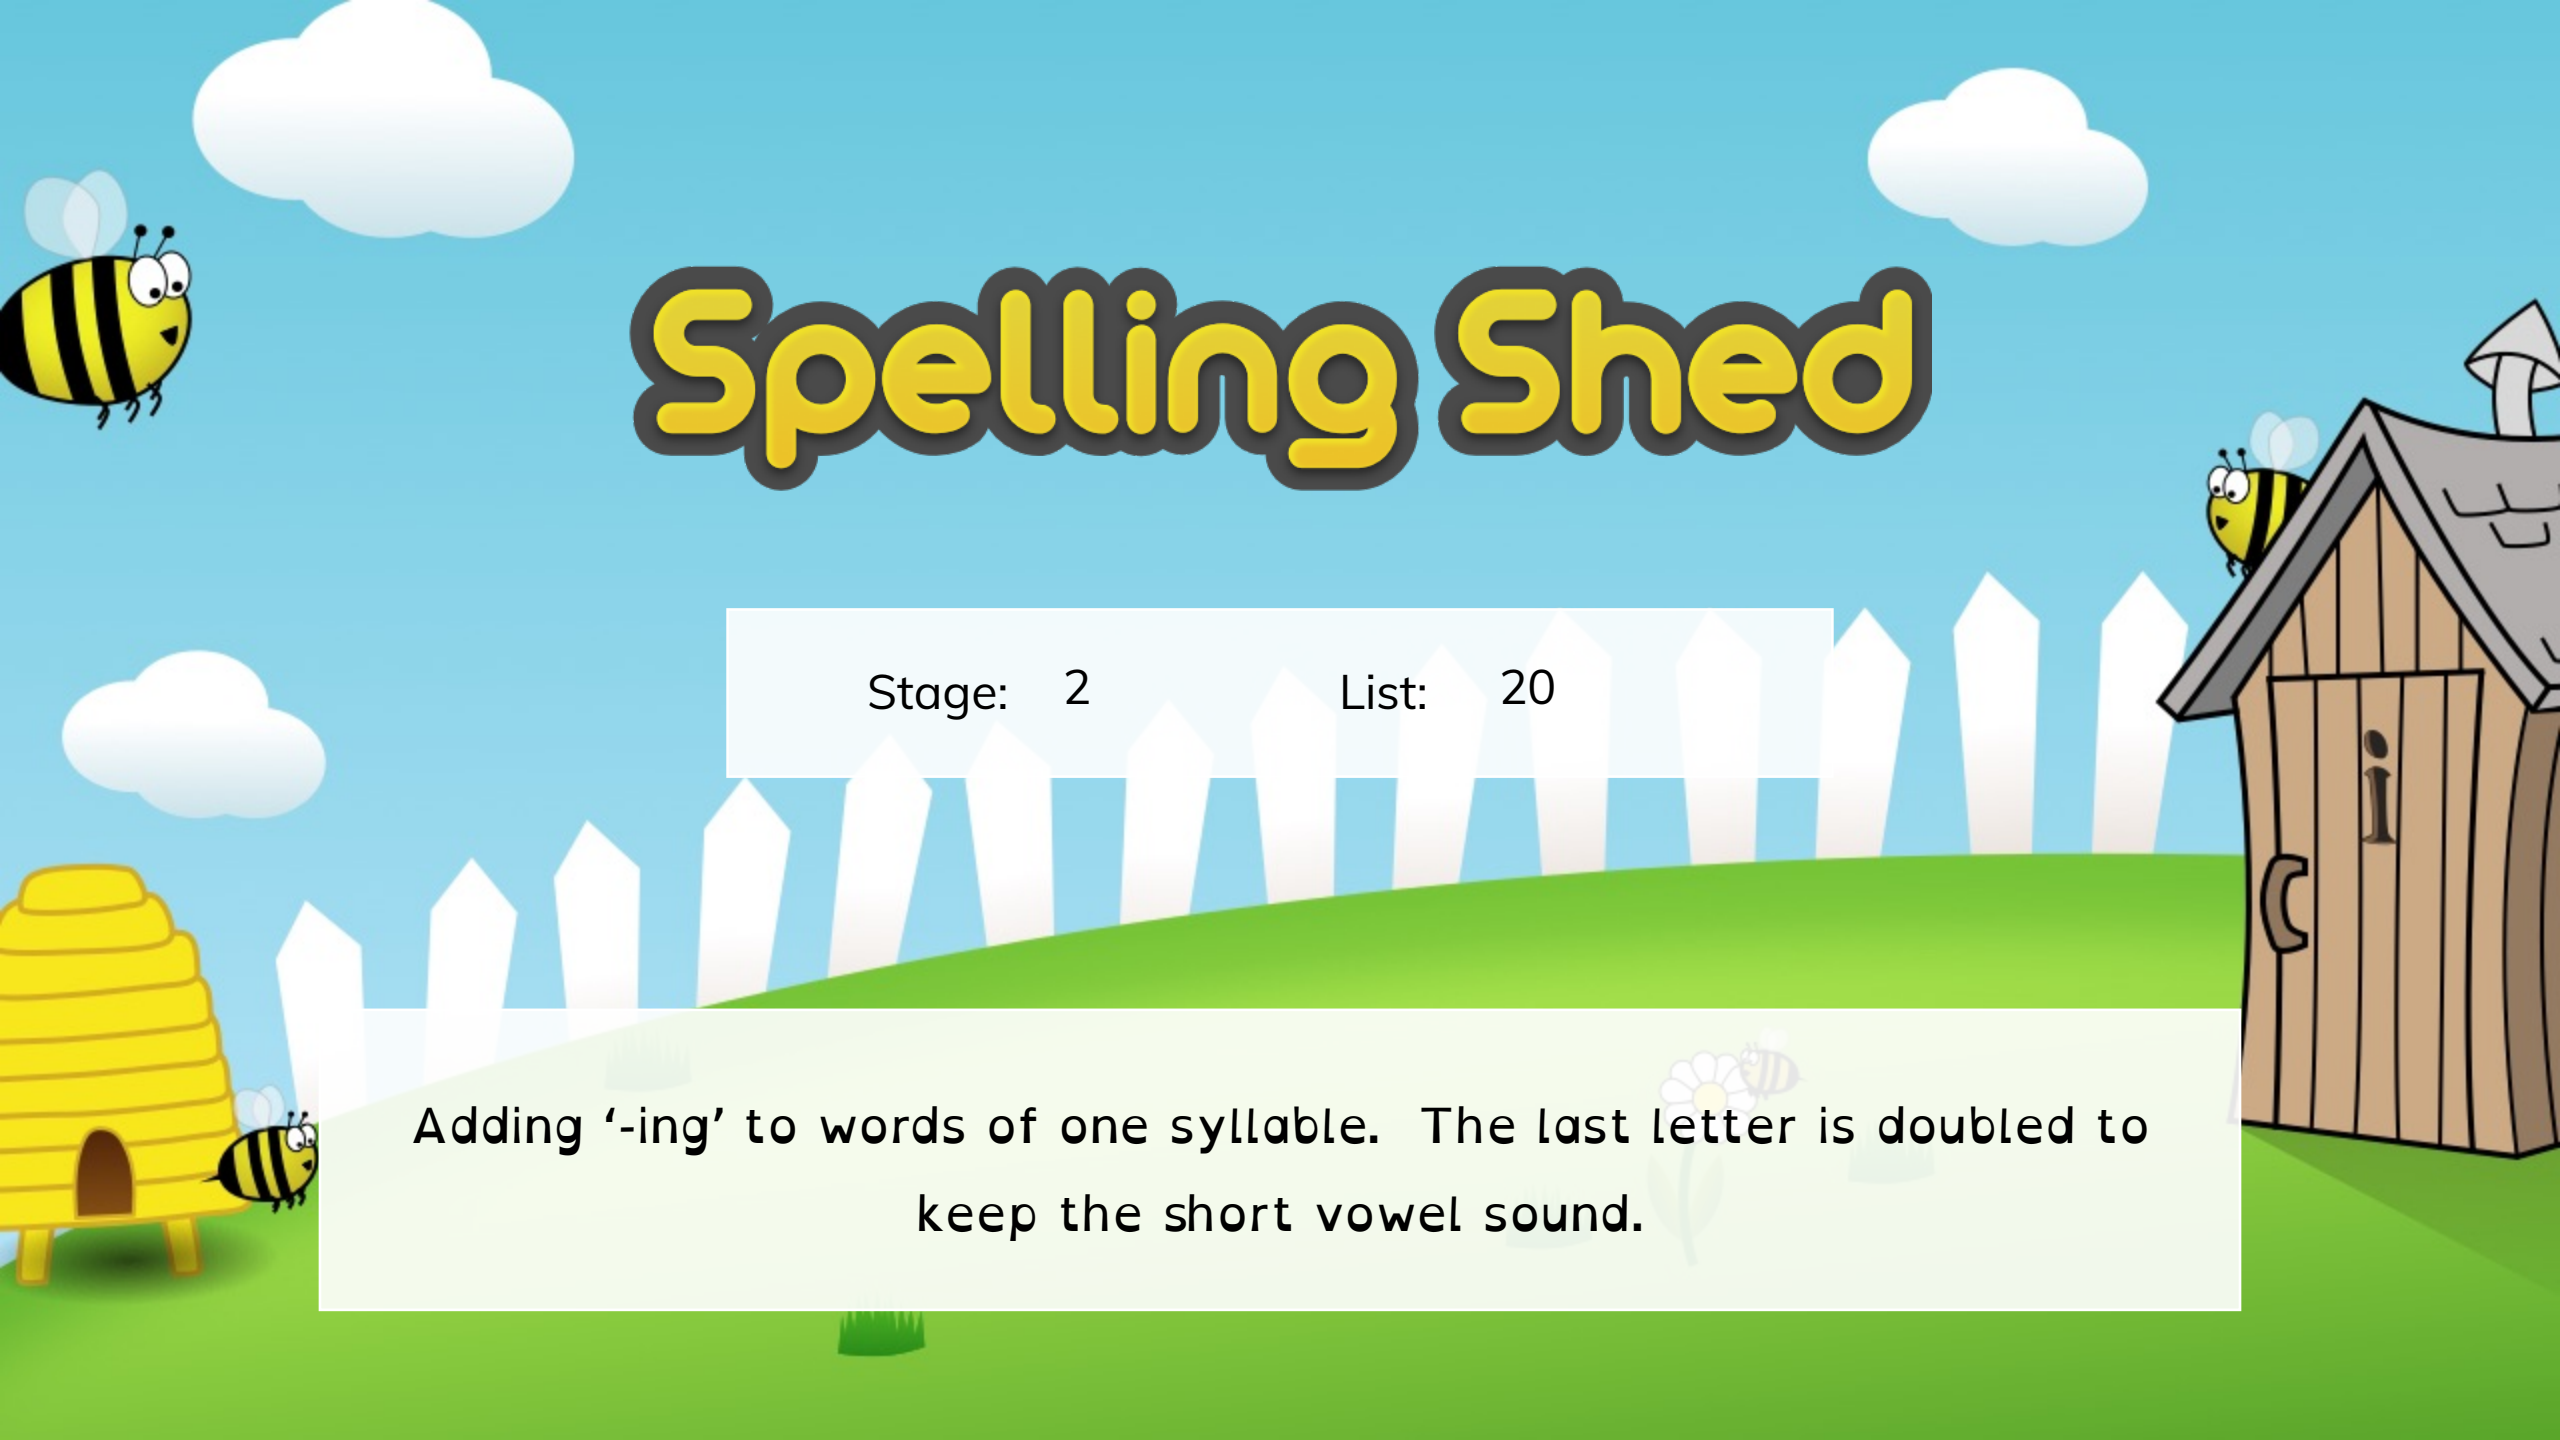 Spelling Shed
Stage: 2 List: 20
i
Adding ‘-ing’ to words of one syllable. The last letter is doubled to
keep the short vowel sound.